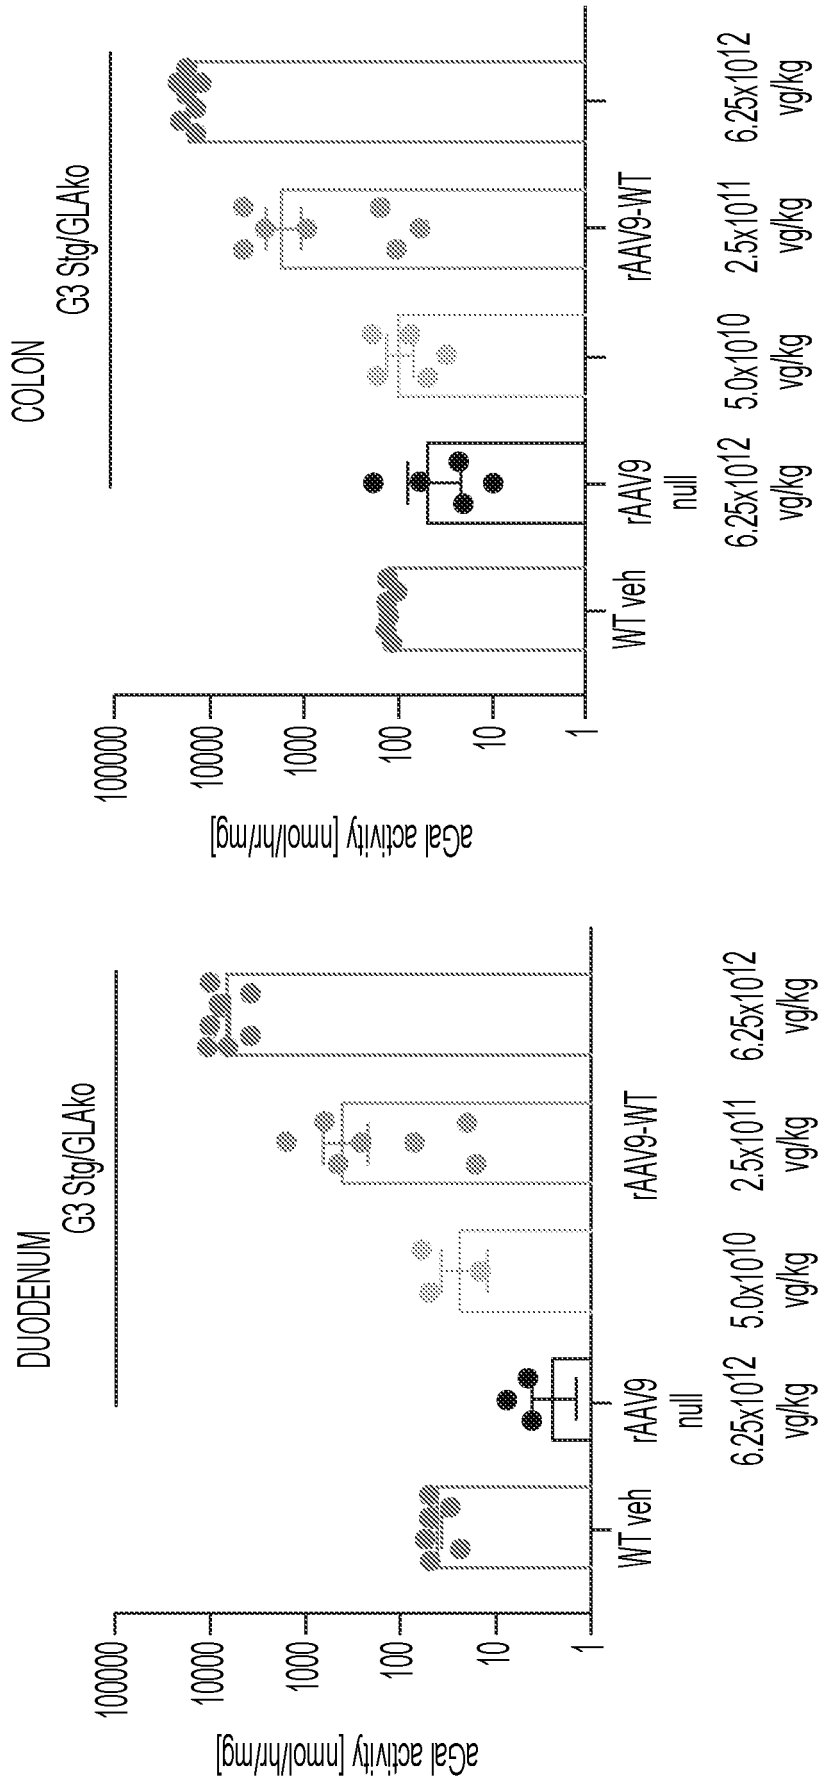 DUODENUM
G3 Stg/GLAko
aGal activity [nmol/hr/mg]
100000
10000
1000
100
10
1
WT veh
rAAV9
null
rAAV9-WT
6.25x10¹²
vg/kg
5.0x10¹⁰
vg/kg
2.5x10¹¹
vg/kg
6.25x10¹²
vg/kg
COLON
G3 Stg/GLAko
aGal activity [nmol/hr/mg]
100000
10000
1000
100
10
1
WT veh
rAAV9
null
rAAV9-WT
6.25x10¹²
vg/kg
5.0x10¹⁰
vg/kg
2.5x10¹¹
vg/kg
6.25x10¹²
vg/kg